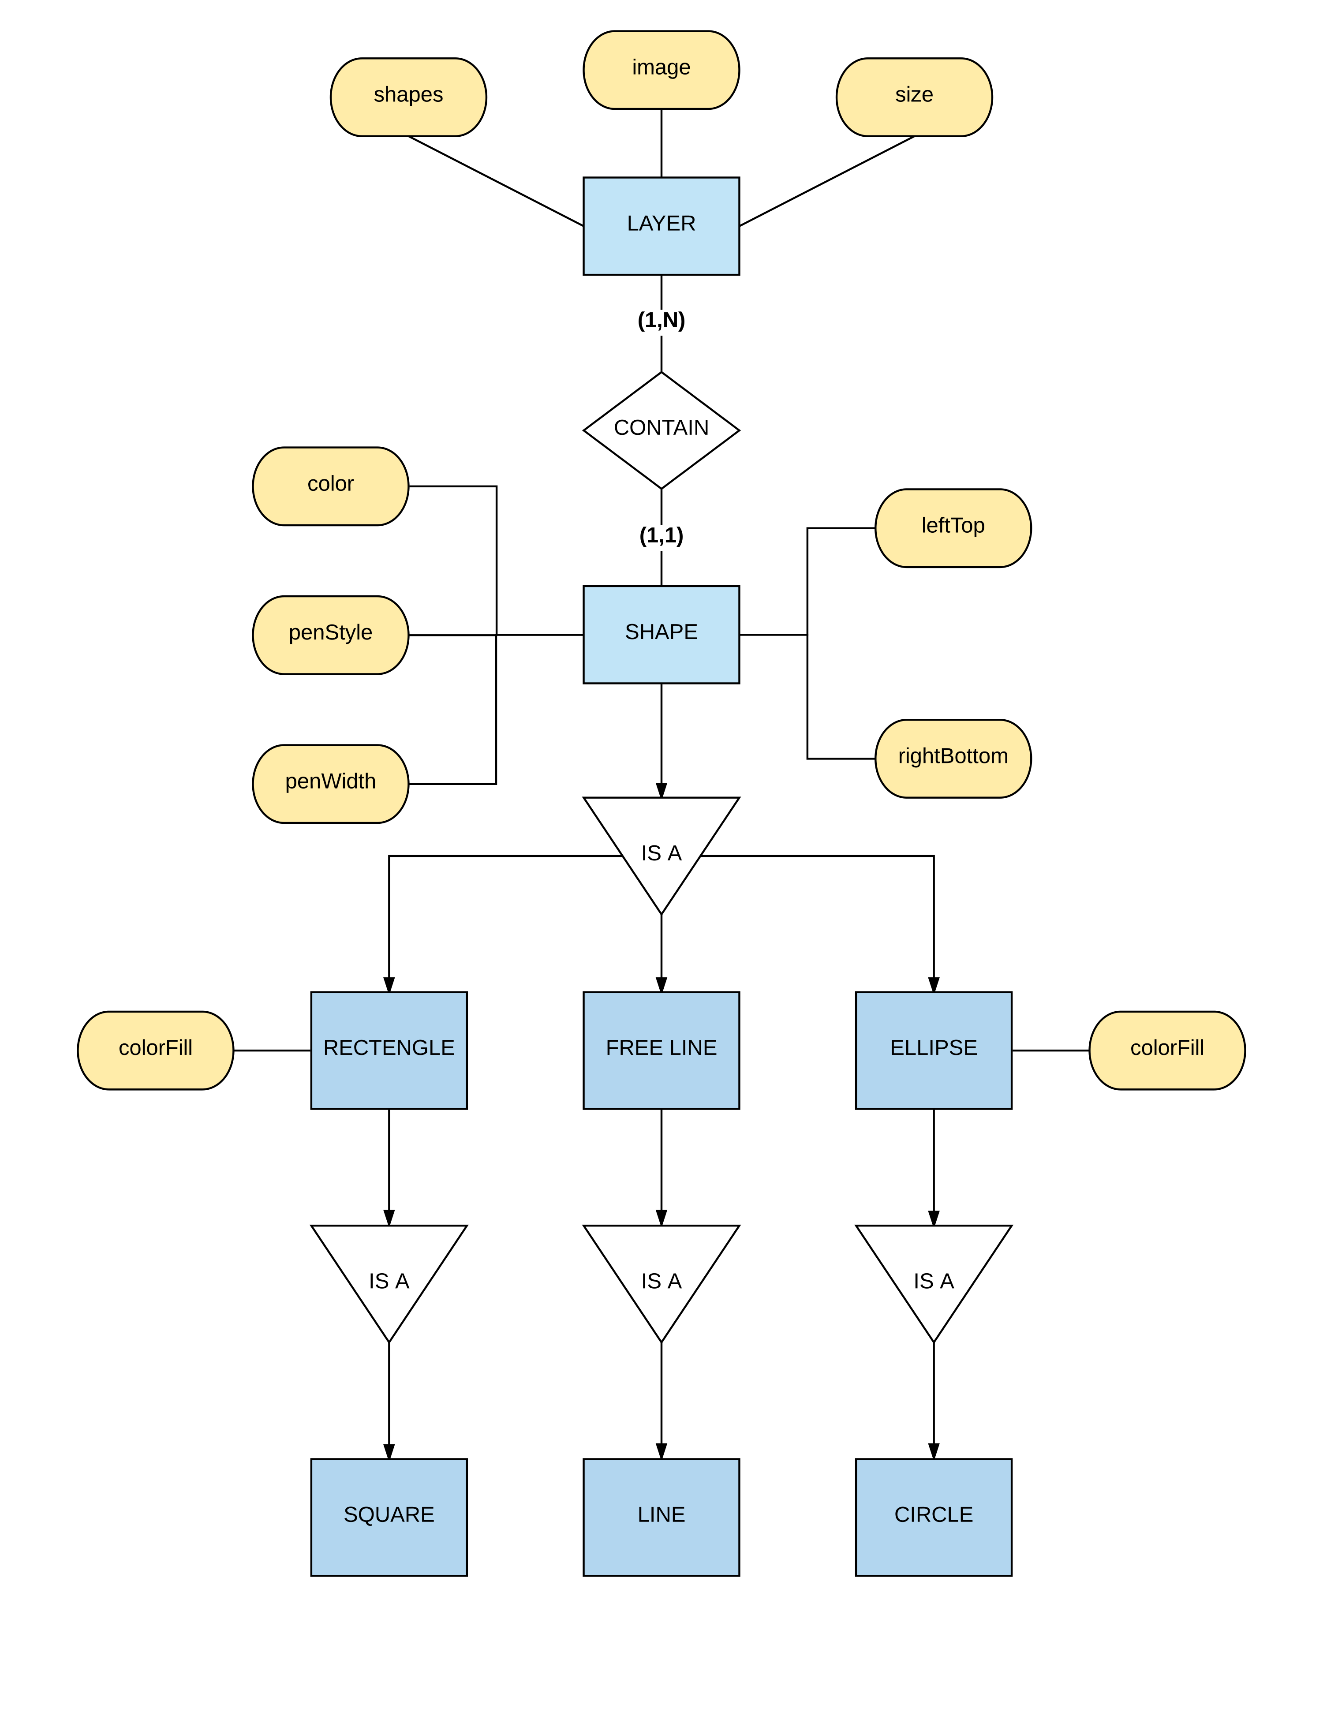 image
shapes
size
LAYER
(1,N)
CONTAIN
color
leftTop
(1,1)
penStyle
SHAPE
rightBottom
penWidth
IS A
colorFill
RECTENGLE
FREE LINE
ELLIPSE
colorFill
IS A
IS A
IS A
SQUARE
LINE
CIRCLE